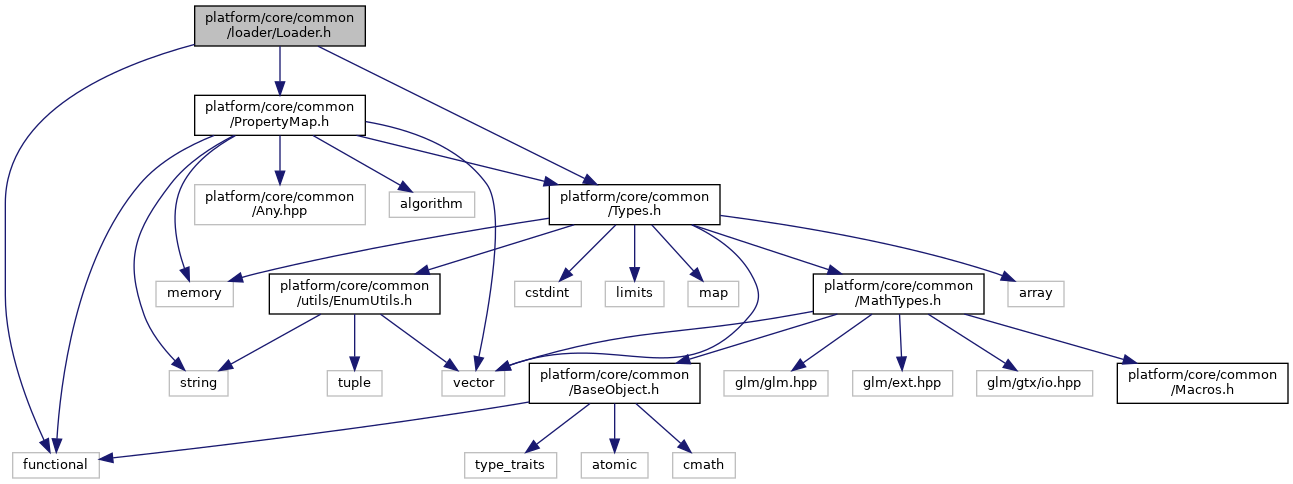 platform/core/common
/loader/Loader.h
platform/core/common
/PropertyMap.h
platform/core/common
/Any.hpp
algorithm
platform/core/common
/Types.h
memory
platform/core/common
/utils/EnumUtils.h
cstdint
limits
map
platform/core/common
/MathTypes.h
array
string
tuple
vector
platform/core/common
/BaseObject.h
glm/glm.hpp
glm/ext.hpp
glm/gtx/io.hpp
platform/core/common
/Macros.h
functional
type_traits
atomic
cmath